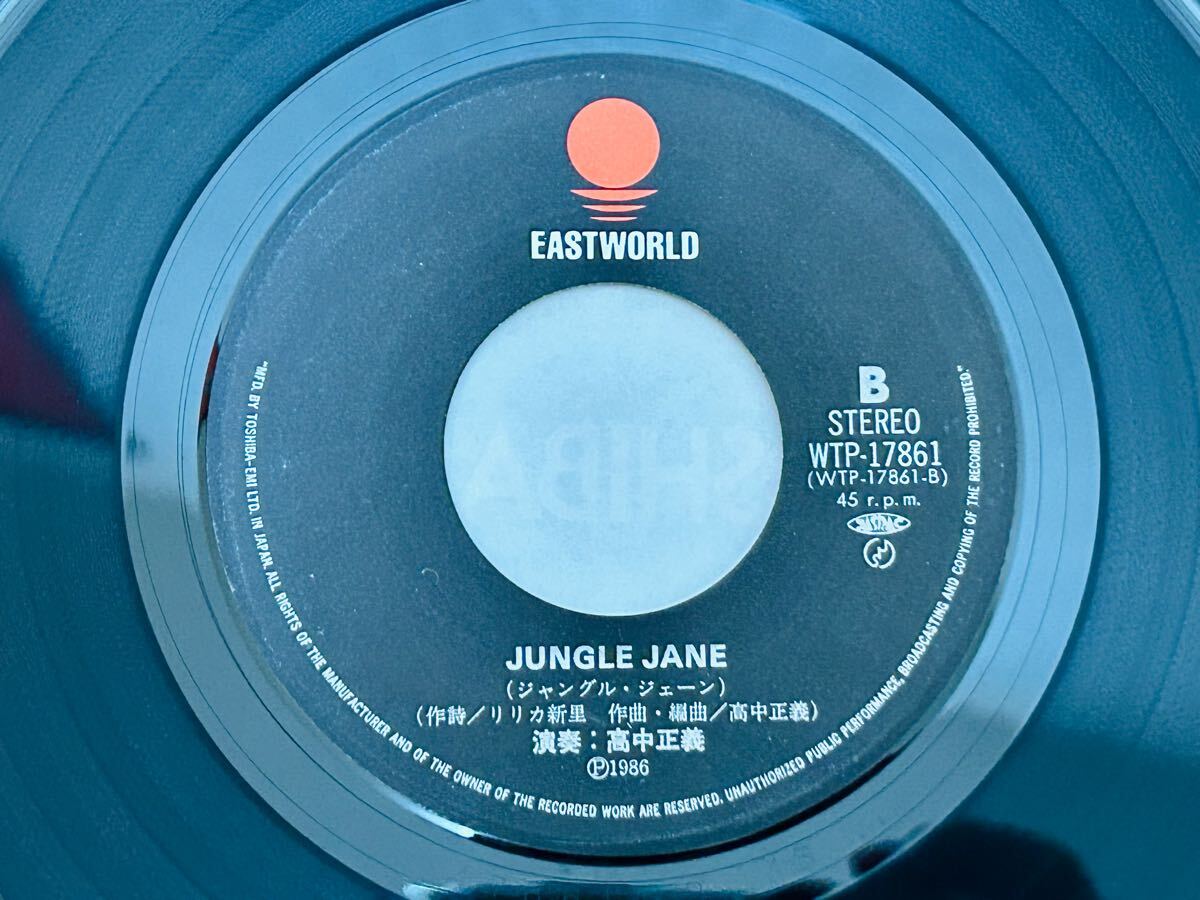 EASTWORLD
B
STEREO
WTP-17861
(WTP-17861-B)
45 r.p.m.
JUNGLE JANE
(ジャングル・ジェーン)
(作詩/リリカ新里 作曲・編曲/高中正義)
演奏:高中正義
Ⓟ1986
"MFD. BY TOSHIBA-EMI LTD. IN JAPAN. ALL RIGHTS OF THE MANUFACTURER AND OF THE OWNER OF THE RECORDED WORK ARE RESERVED. UNAUTHORIZED PUBLIC PERFORMANCE, BROADCASTING AND COPYING OF THE RECORD PROHIBITED."